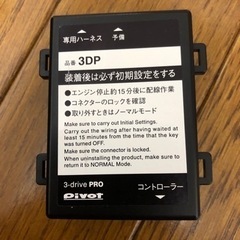 専用ハーネス 予備
品番 3DP
装着後は必ず初期設定をする
●エンジン停止約15分後に配線作業
●コネクターのロックを確認
●取り外すときはノーマルモード
Make sure to carry out Initial Settings.
Carry out the wiring after having waited at
least 15 minutes from the time that the key
was turned OFF.
Make sure the connector is locked.
When uninstalling the product, make sure to
return it to NORMAL Mode.
3-drive PRO コントローラー
Pivot